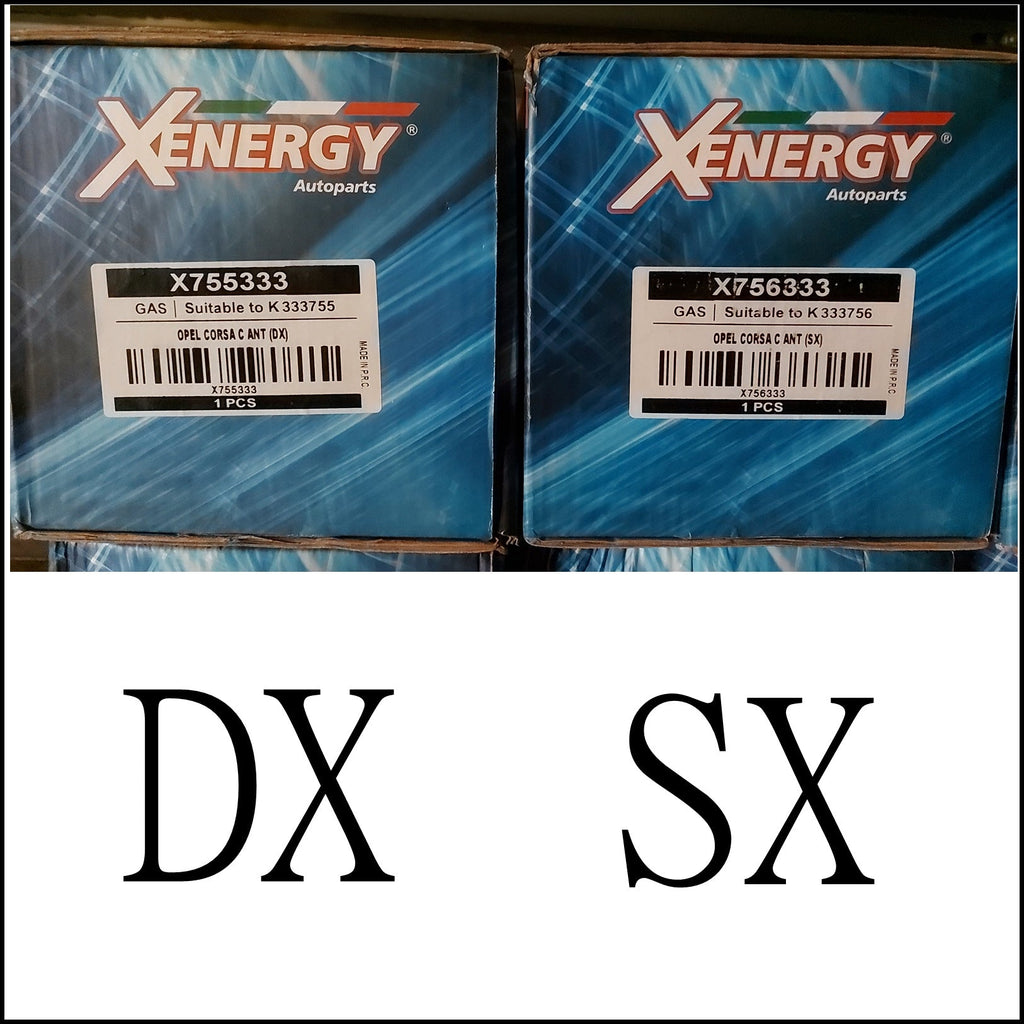 XENERGY®
Autoparts
X755333
GAS | Suitable to K333755
OPEL CORSA C ANT (DX)
MADE IN P.R.C
X755333
1 PCS
XENERGY®
Autoparts
X756333
GAS | Suitable to K333756
OPEL CORSA C ANT (SX)
MADE IN P.R.C
X756333
1 PCS
DX
SX